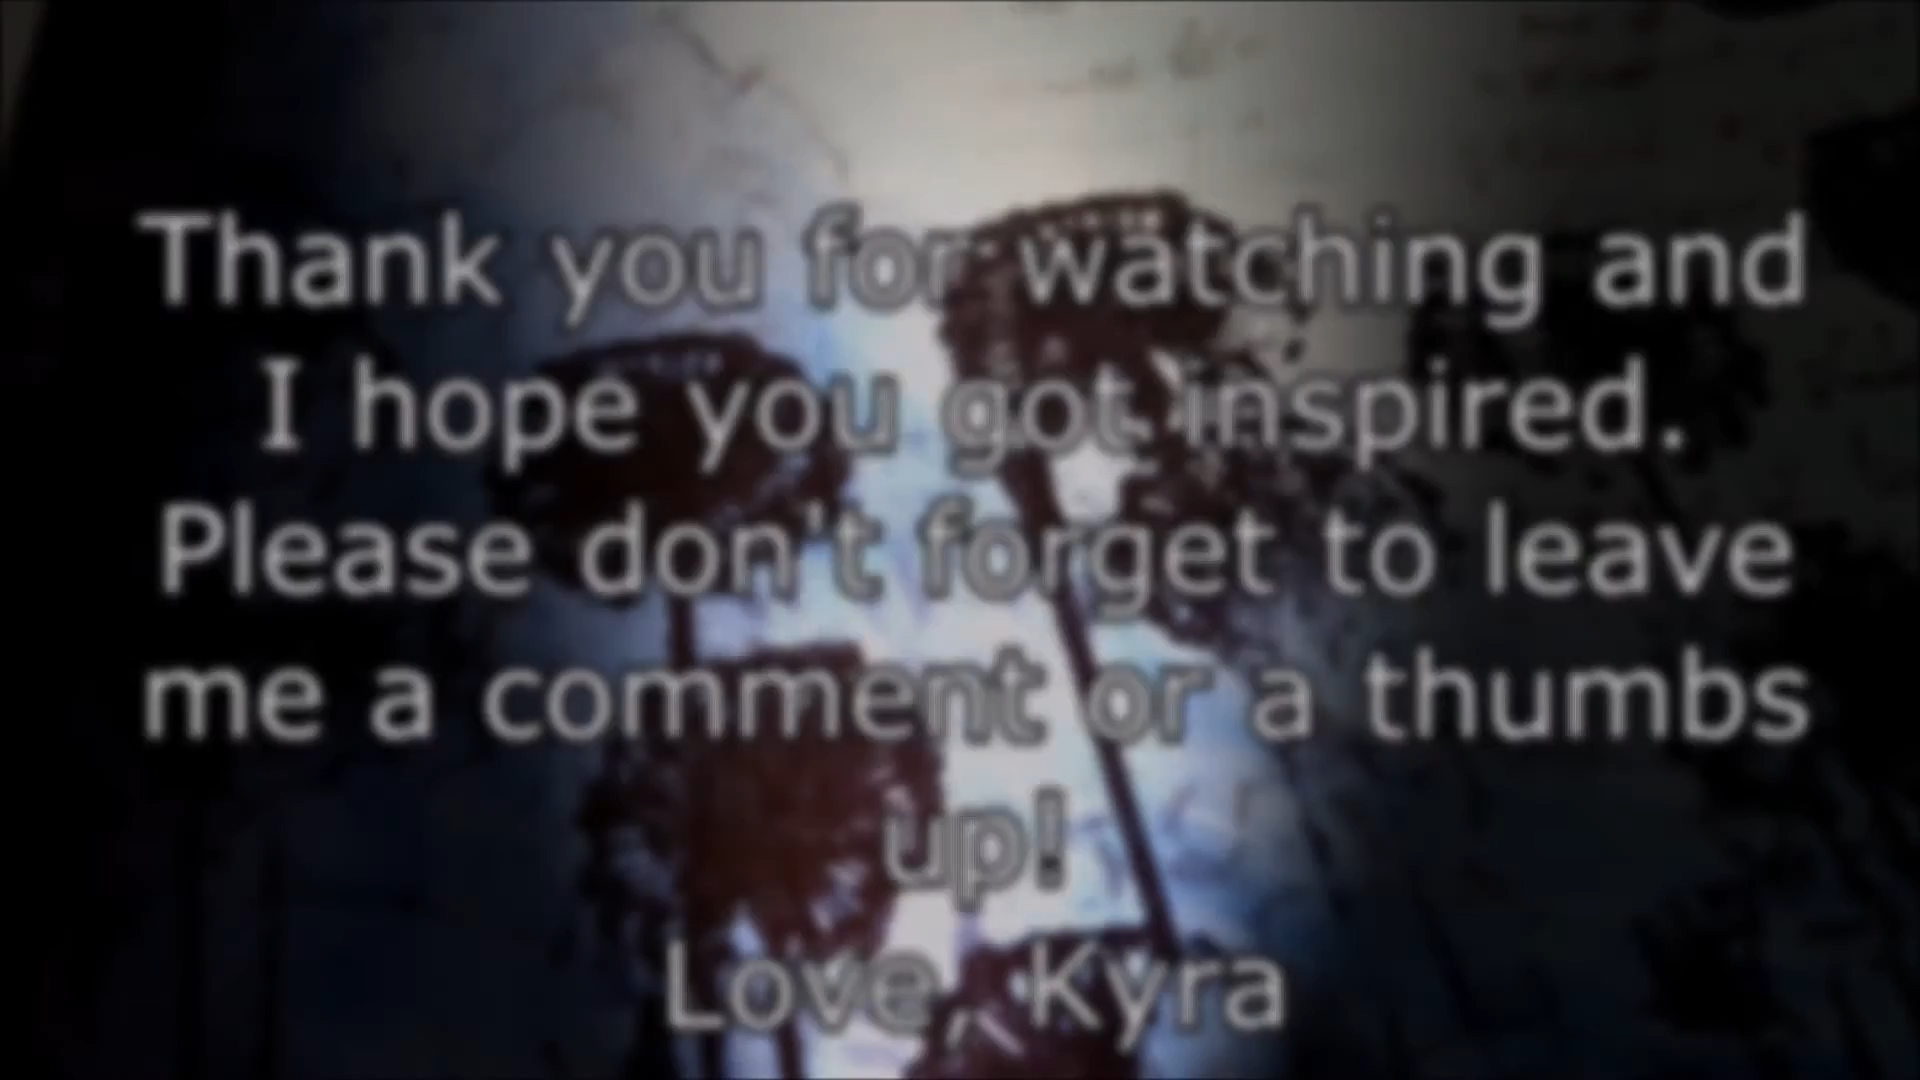 Thank you for watching and
I hope you got inspired.
Please don't forget to leave
me a comment or a thumbs
up!
Love, Kyra